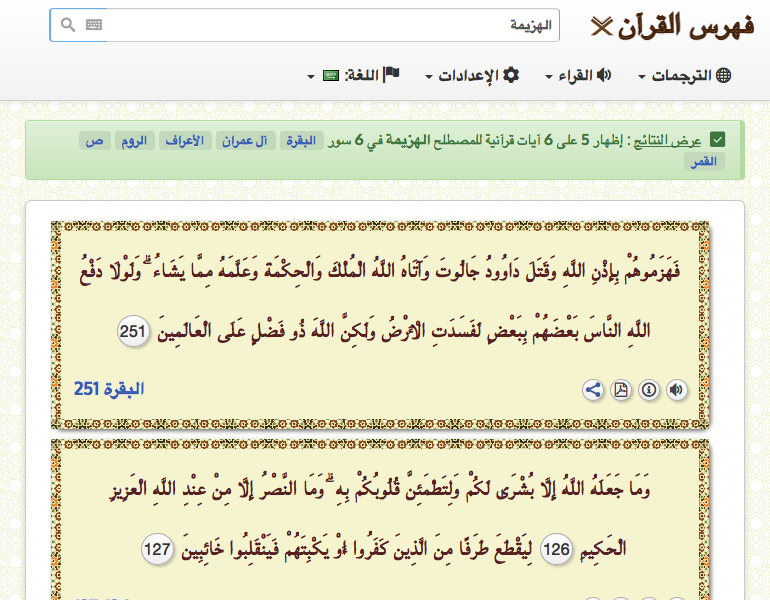 فهرس القرآن
الهزيمة
الترجمات
القراء
الإعدادات
اللغة:
عرض النتائج : إظهار 5 على 6 آيات قرآنية للمصطلح الهزيمة في 6 سور البقرة آل عمران الأعراف الروم ص
القمر
فَهَزَمُوهُمْ بِإِذْنِ اللَّهِ وَقَتَلَ دَاوُودُ جَالُوتَ وَآتَاهُ اللَّهُ الْمُلْكَ وَالْحِكْمَةَ وَعَلَّمَهُ مِمَّا يَشَاءُ ۗ وَلَوْلَا دَفْعُ
اللَّهِ النَّاسَ بَعْضَهُمْ بِبَعْضٍ لَفَسَدَتِ الْأَرْضُ وَلَكِنَّ اللَّهَ ذُو فَضْلٍ عَلَى الْعَالَمِينَ 251
البقرة 251
وَمَا جَعَلَهُ اللَّهُ إِلَّا بُشْرَى لَكُمْ وَلِتَطْمَئِنَّ قُلُوبُكُمْ بِهِ ۗ وَمَا النَّصْرُ إِلَّا مِنْ عِنْدِ اللَّهِ الْعَزِيزِ
الْحَكِيمِ 126 لِيَقْطَعَ طَرَفًا مِنَ الَّذِينَ كَفَرُوا أَوْ يَكْبِتَهُمْ فَيَنْقَلِبُوا خَائِبِينَ 127